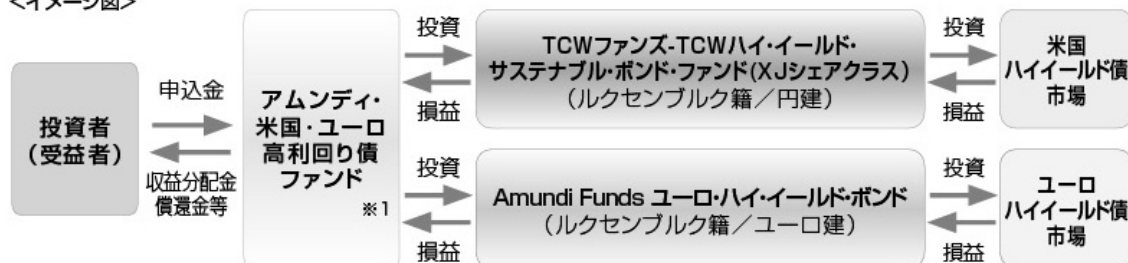 <イメージ図>
投資者
(受益者)
申込金
収益分配金
償還金等
アムンディ・
米国・ユーロ
高利回り債
ファンド
※1
投資
損益
TCWファンズ-TCWハイ・イールド・
サステナブル・ボンド・ファンド(XJシェアクラス)
(ルクセンブルク籍/円建)
投資
損益
米国
ハイイールド債
市場
投資
損益
Amundi Funds ユーロ・ハイ・イールド・ボンド
(ルクセンブルク籍/ユーロ建)
投資
損益
ユーロ
ハイイールド債
市場